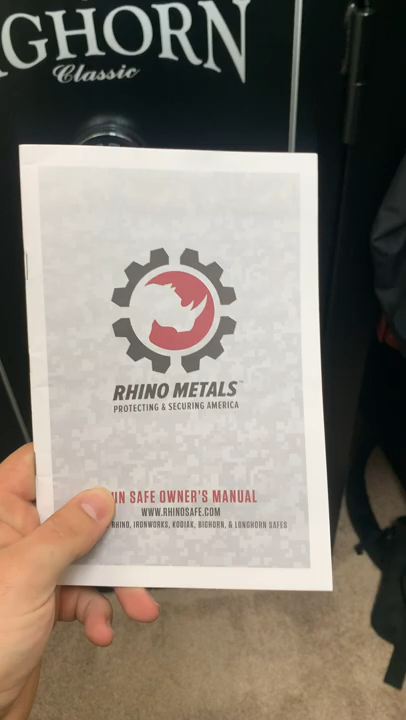 GHORN
Classic
RHINO METALS™
PROTECTING & SECURING AMERICA
UN SAFE OWNER'S MANUAL
WWW.RHINOSAFE.COM
RHINO, IRONWORKS, KODIAK, BIGHORN, & LONGHORN SAFES